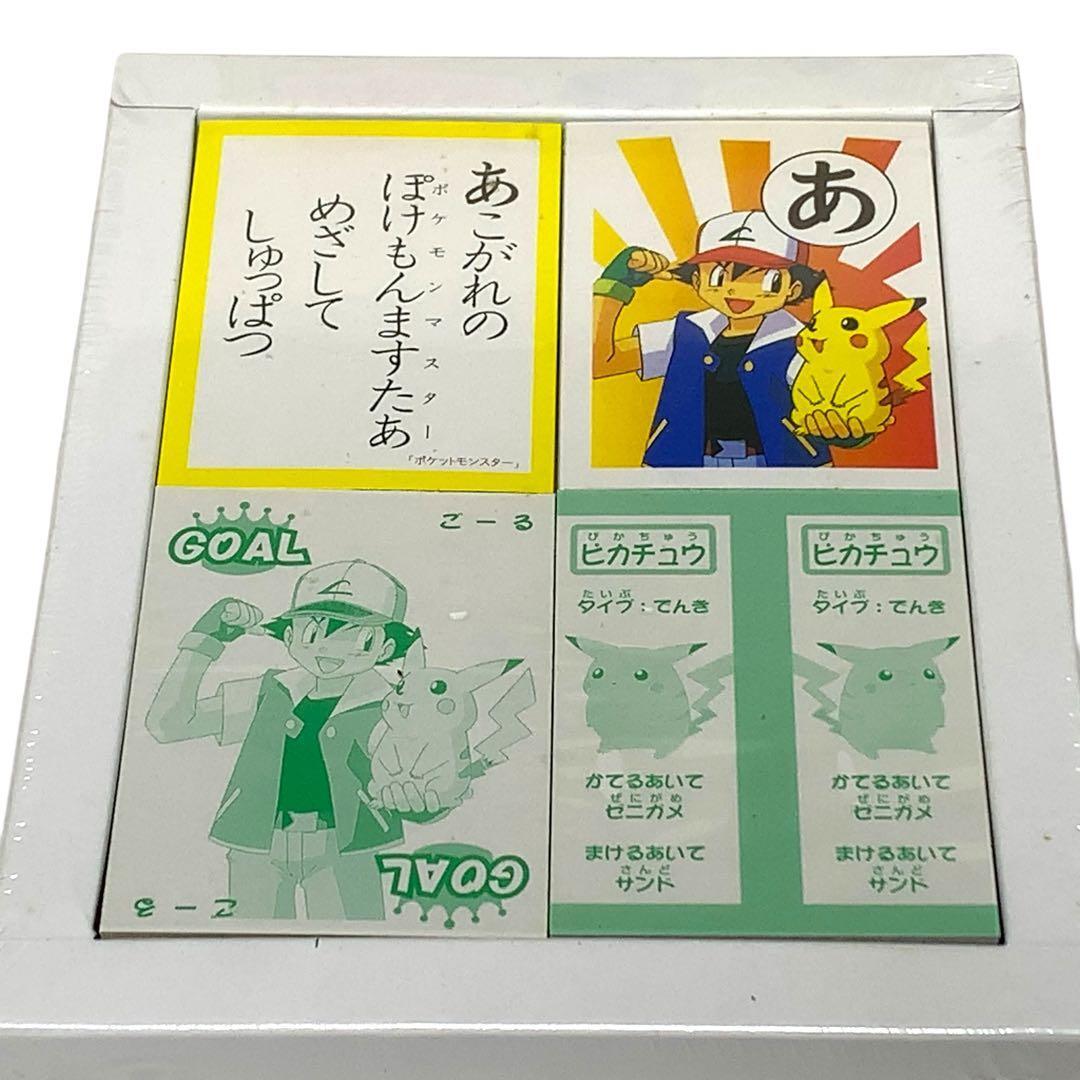 あこがれの
ぽけもんますたあ
ポケモンマスター
めざして
しゅっぱつ
「ポケットモンスター」
あ
GOAL
ごーる
GOAL
ごーる
ぴかちゅう
ピカチュウ
たいぷ
タイプ：でんき
かてるあいて
ぜにがめ
ゼニガメ
まけるあいて
さんど
サンド
ぴかちゅう
ピカチュウ
たいぷ
タイプ：でんき
かてるあいて
ぜにがめ
ゼニガメ
まけるあいて
さんど
サンド